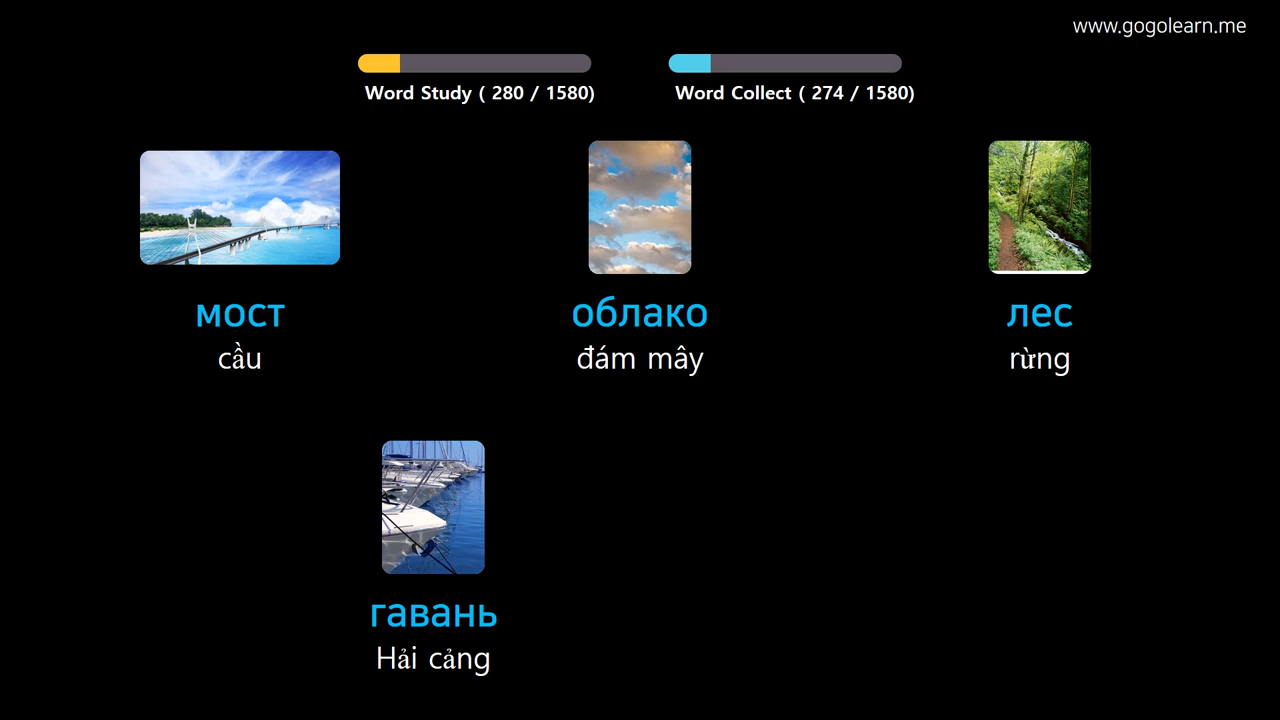 www.gogolearn.me
Word Study ( 280 / 1580)
Word Collect ( 274 / 1580)
мост
cầu
облако
đám mây
лес
rừng
гавань
Hải cảng